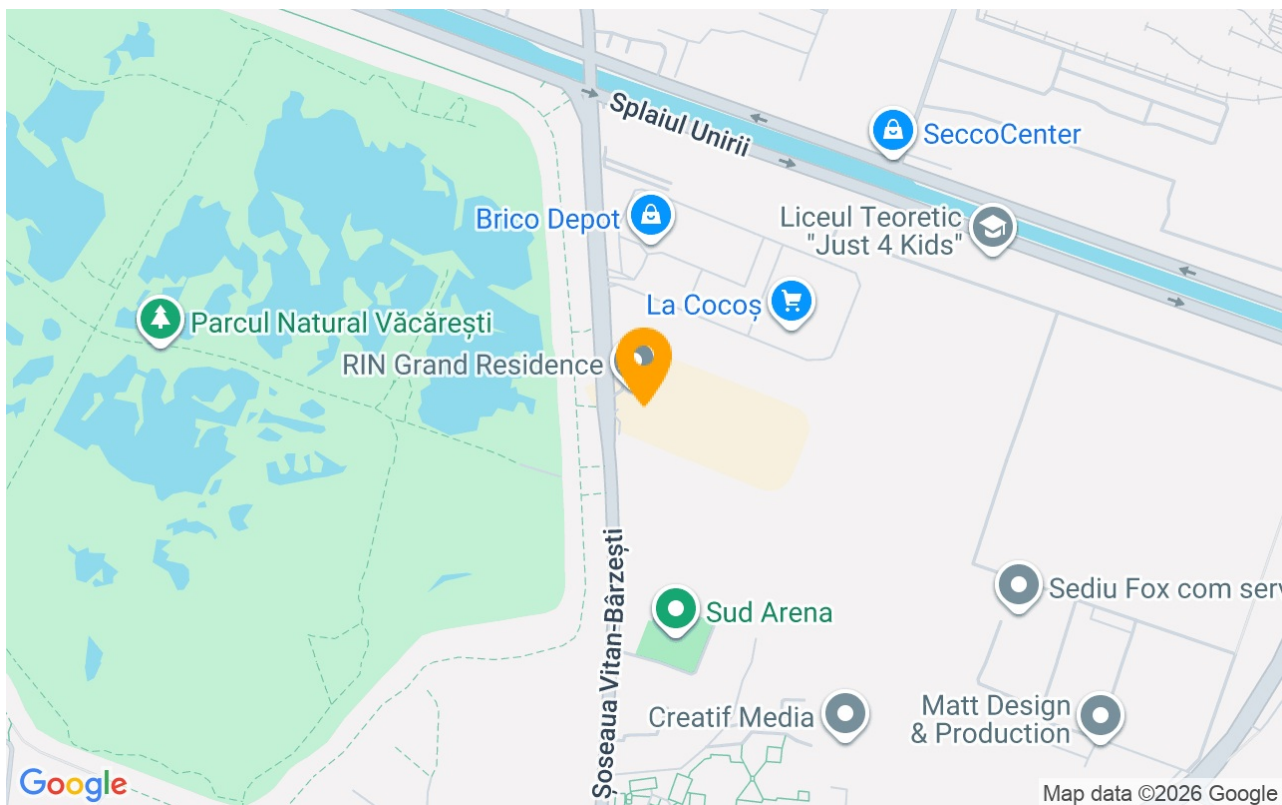 Splaiul Unirii
SeccoCenter
Brico Depot
Liceul Teoretic
"Just 4 Kids"
La Cocoș
Parcul Natural Văcărești
RIN Grand Residence
Șoseaua Vitan-Bârzești
Sediu Fox com serv
Sud Arena
Creatif Media
Matt Design
& Production
Google
Map data ©2026 Google